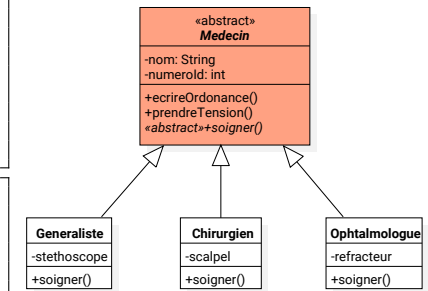 «abstract»
Medecin
-nom: String
-numeroId: int
+ecrireOrdonance()
+prendreTension()
«abstract»+soigner()
Generaliste
-stethoscope
+soigner()
Chirurgien
-scalpel
+soigner()
Ophtalmologue
-refracteur
+soigner()